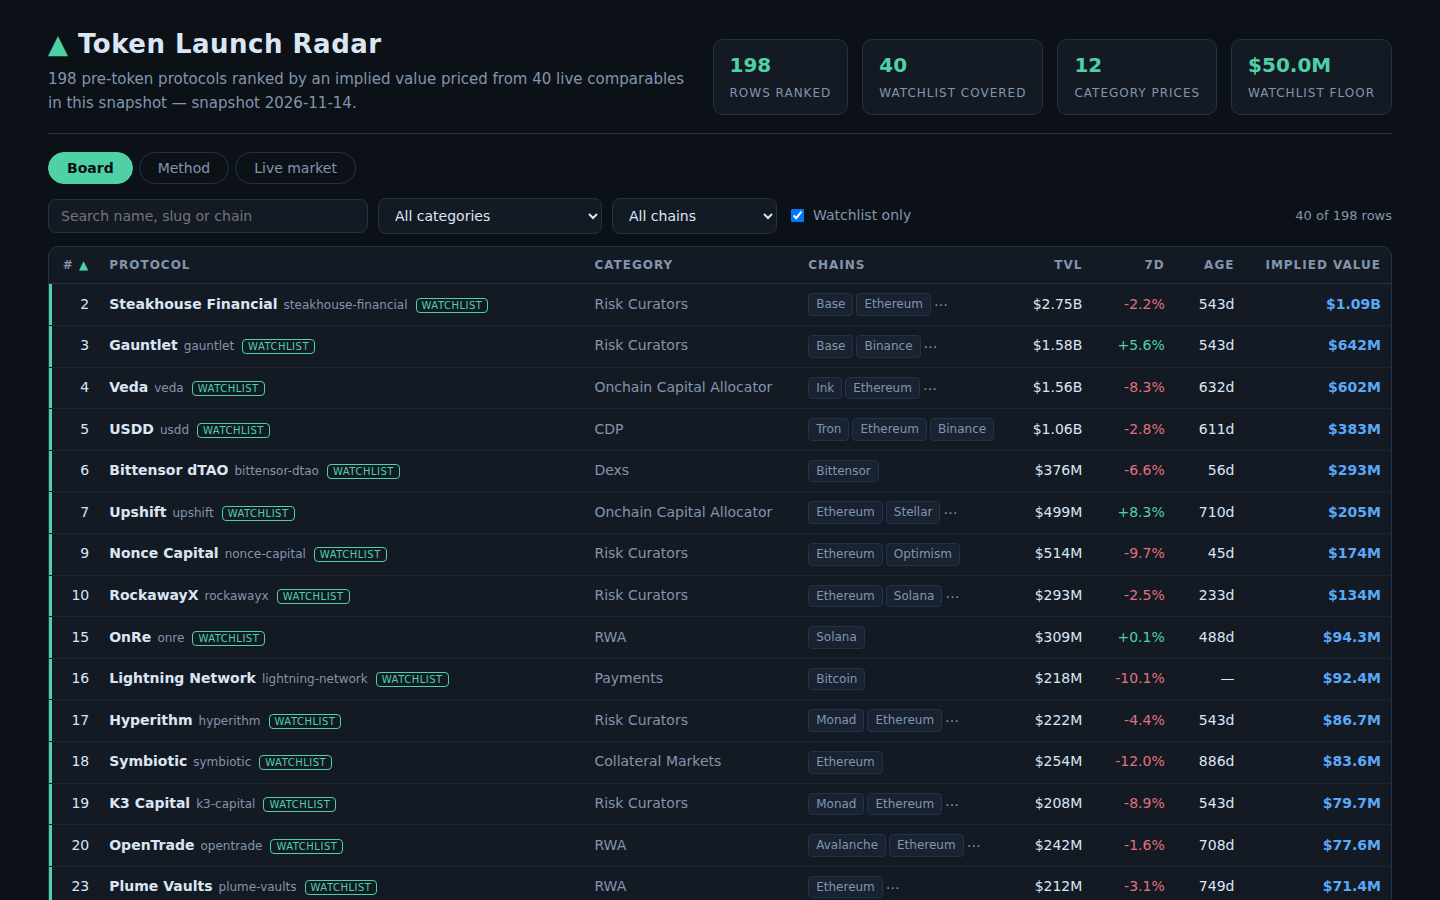 ▲ Token Launch Radar
198 pre-token protocols ranked by an implied value priced from 40 live comparables
in this snapshot — snapshot 2026-11-14.
198
ROWS RANKED
40
WATCHLIST COVERED
12
CATEGORY PRICES
$50.0M
WATCHLIST FLOOR
Board Method Live market
Search name, slug or chain All categories All chains Watchlist only 40 of 198 rows
# ▲ PROTOCOL CATEGORY CHAINS TVL 7D AGE IMPLIED VALUE
2 Steakhouse Financial steakhouse-financial WATCHLIST Risk Curators Base Ethereum ... $2.75B -2.2% 543d $1.09B
3 Gauntlet gauntlet WATCHLIST Risk Curators Base Binance ... $1.58B +5.6% 543d $642M
4 Veda veda WATCHLIST Onchain Capital Allocator Ink Ethereum ... $1.56B -8.3% 632d $602M
5 USDD usdd WATCHLIST CDP Tron Ethereum Binance $1.06B -2.8% 611d $383M
6 Bittensor dTAO bittensor-dtao WATCHLIST Dexs Bittensor $376M -6.6% 56d $293M
7 Upshift upshift WATCHLIST Onchain Capital Allocator Ethereum Stellar ... $499M +8.3% 710d $205M
9 Nonce Capital nonce-capital WATCHLIST Risk Curators Ethereum Optimism $514M -9.7% 45d $174M
10 RockawayX rockawayx WATCHLIST Risk Curators Ethereum Solana ... $293M -2.5% 233d $134M
15 OnRe onre WATCHLIST RWA Solana $309M +0.1% 488d $94.3M
16 Lightning Network lightning-network WATCHLIST Payments Bitcoin $218M -10.1% — $92.4M
17 Hyperithm hyperithm WATCHLIST Risk Curators Monad Ethereum ... $222M -4.4% 543d $86.7M
18 Symbiotic symbiotic WATCHLIST Collateral Markets Ethereum $254M -12.0% 886d $83.6M
19 K3 Capital k3-capital WATCHLIST Risk Curators Monad Ethereum ... $208M -8.9% 543d $79.7M
20 OpenTrade opentrade WATCHLIST RWA Avalanche Ethereum ... $242M -1.6% 708d $77.6M
23 Plume Vaults plume-vaults WATCHLIST RWA Ethereum ... $212M -3.1% 749d $71.4M